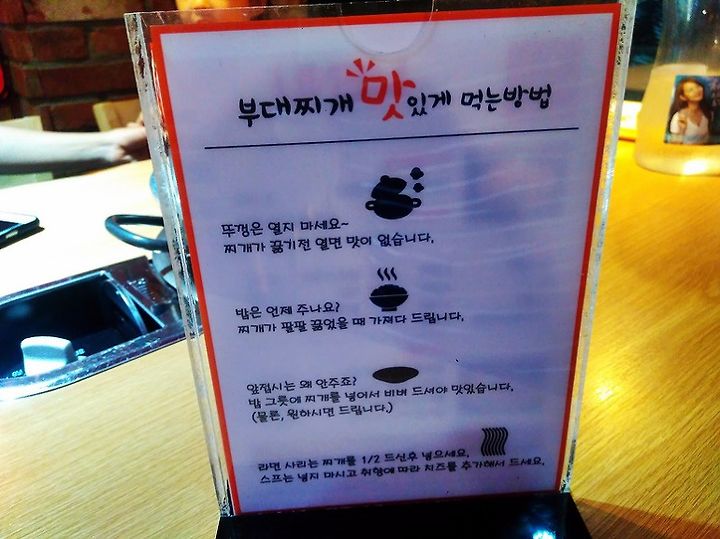 부대찌개 맛있게 먹는방법
뚜껑은 열지 마세요~
찌개가 끓기전 열면 맛이 없습니다.
밥은 언제 주나요?
찌개가 팔팔 끓었을 때 가져다 드립니다.
앞접시는 왜 안주죠?
밥 그릇에 찌개를 넣어서 비벼 드셔야 맛있습니다.
(물론, 원하시면 드립니다.)
라면 사리는 찌개를 1/2 드신후 넣으세요.
스프는 넣지 마시고 취향에 따라 치즈를 추가해서 드세요.